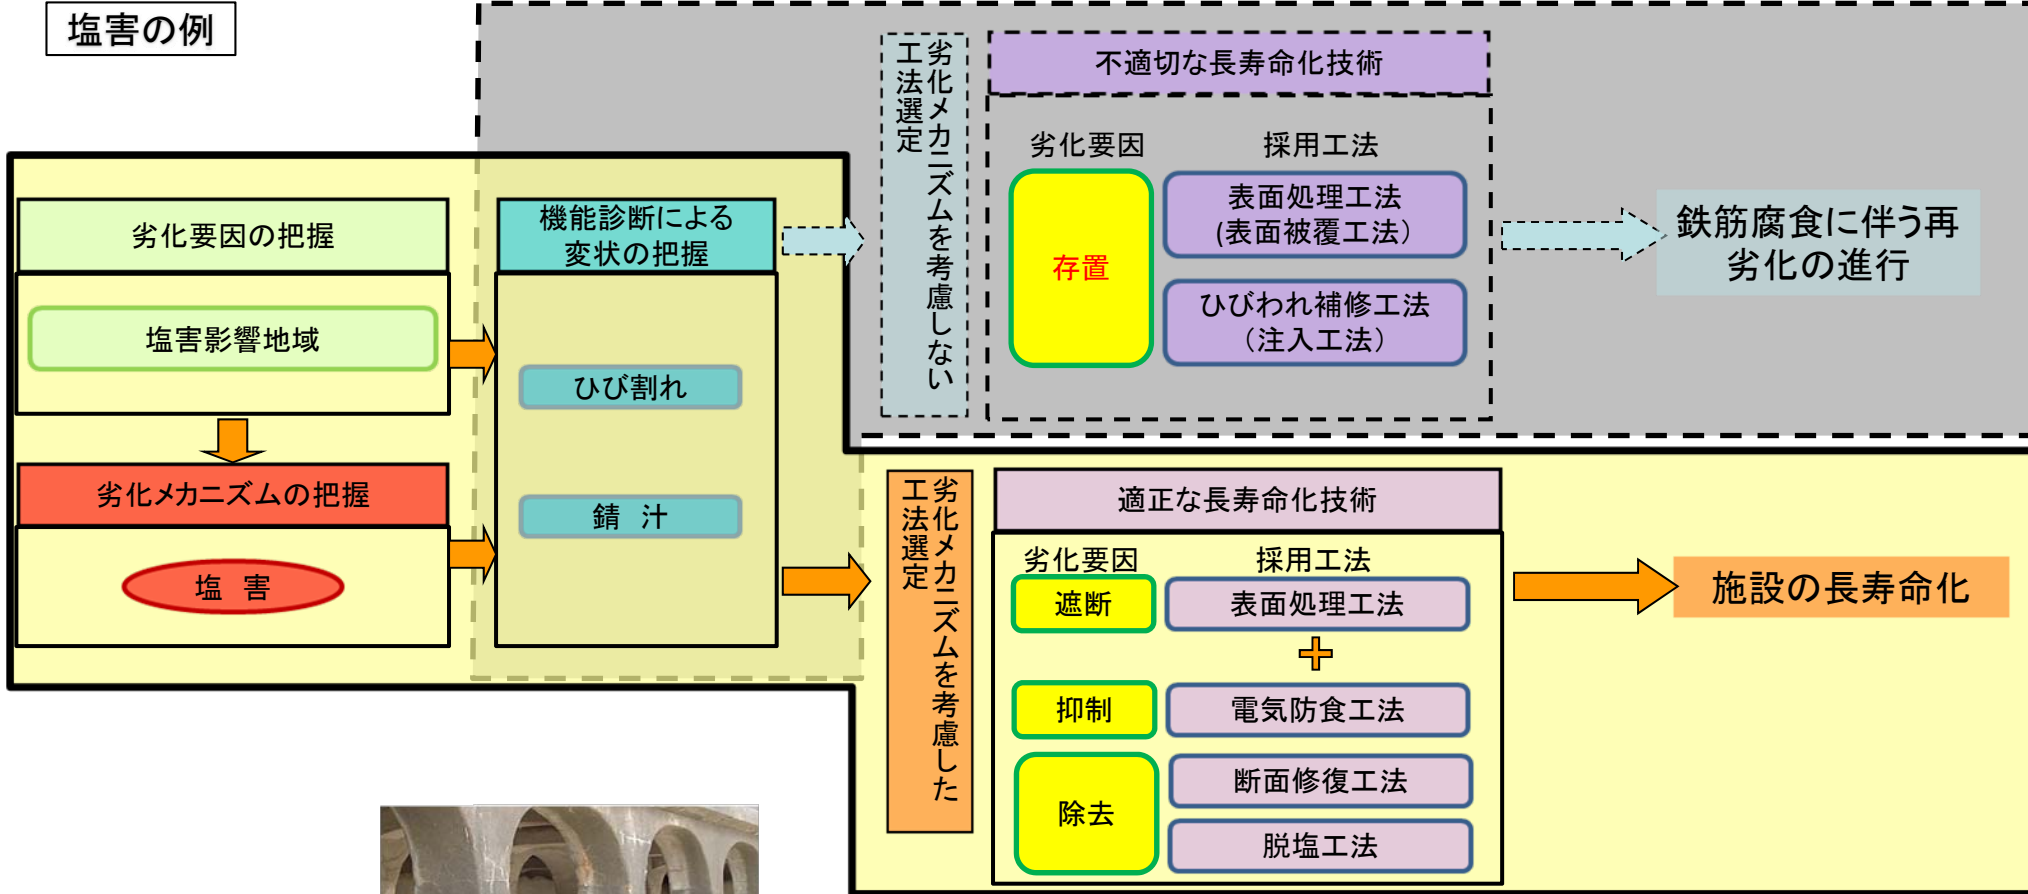 塩害の例
劣化要因の把握
塩害影響地域
劣化メカニズムの把握
塩 害
機能診断による
変状の把握
ひび割れ
錆 汁
劣化メカニズムを考慮しない
工法選定
不適切な長寿命化技術
劣化要因 採用工法
存置
表面処理工法
(表面被覆工法)
ひびわれ補修工法
(注入工法)
鉄筋腐食に伴う再
劣化の進行
劣化メカニズムを考慮した
工法選定
適正な長寿命化技術
劣化要因 採用工法
遮断 表面処理工法
+
抑制 電気防食工法
除去
断面修復工法
脱塩工法
施設の長寿命化